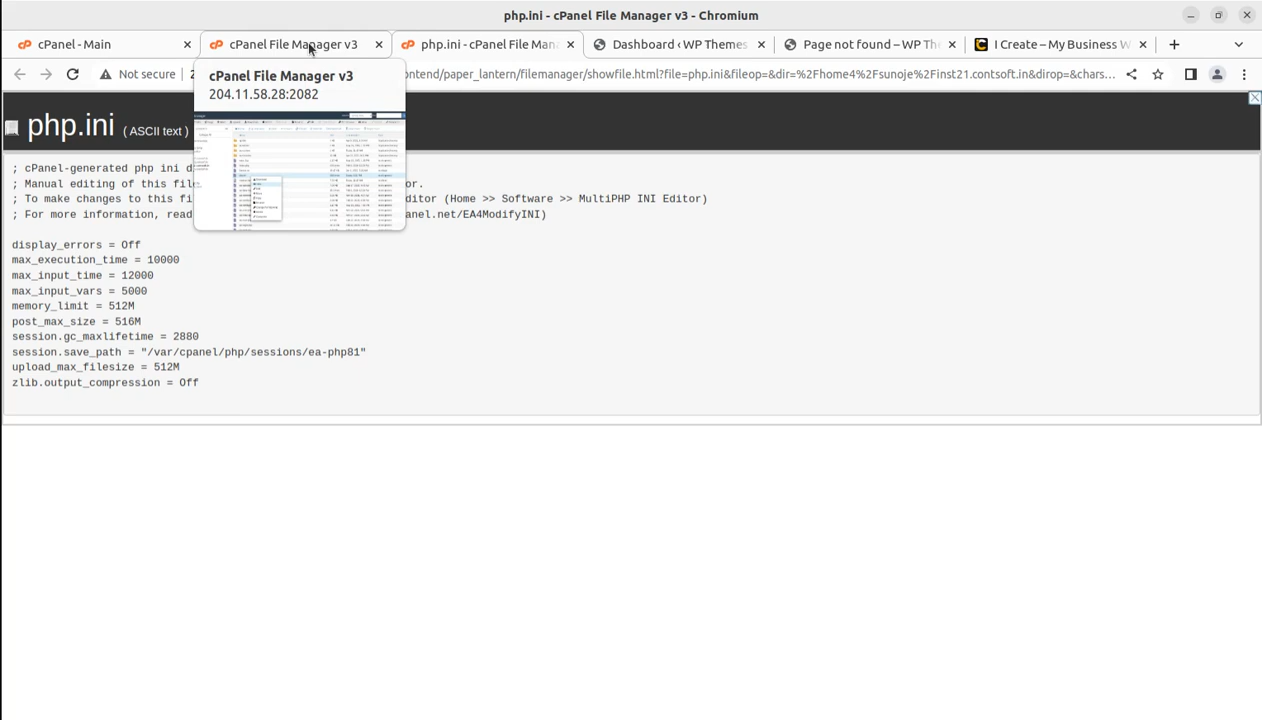 php.ini - cPanel File Manager v3 - Chromium
cPanel - Main
cPanel File Manager v3
php.ini - cPanel File Man
Dashboard ‹ WP Themes
Page not found – WP Th
I Create – My Business W
Not secure
ontend/paper_lantern/filemanager/showfile.html?file=php.ini&fileop=&dir=%2Fhome4%2Fsunoje%2Finst21.contsoft.in&dirop=&chars...
cPanel File Manager v3
204.11.58.28:2082
php.ini ( ASCII text )
; cPanel-generated php ini d
; Manual editing of this file or.
; To make changes to this fi ditor (Home >> Software >> MultiPHP INI Editor)
; For more information, read panel.net/EA4ModifyINI)
display_errors = Off
max_execution_time = 10000
max_input_time = 12000
max_input_vars = 5000
memory_limit = 512M
post_max_size = 516M
session.gc_maxlifetime = 2880
session.save_path = "/var/cpanel/php/sessions/ea-php81"
upload_max_filesize = 512M
zlib.output_compression = Off